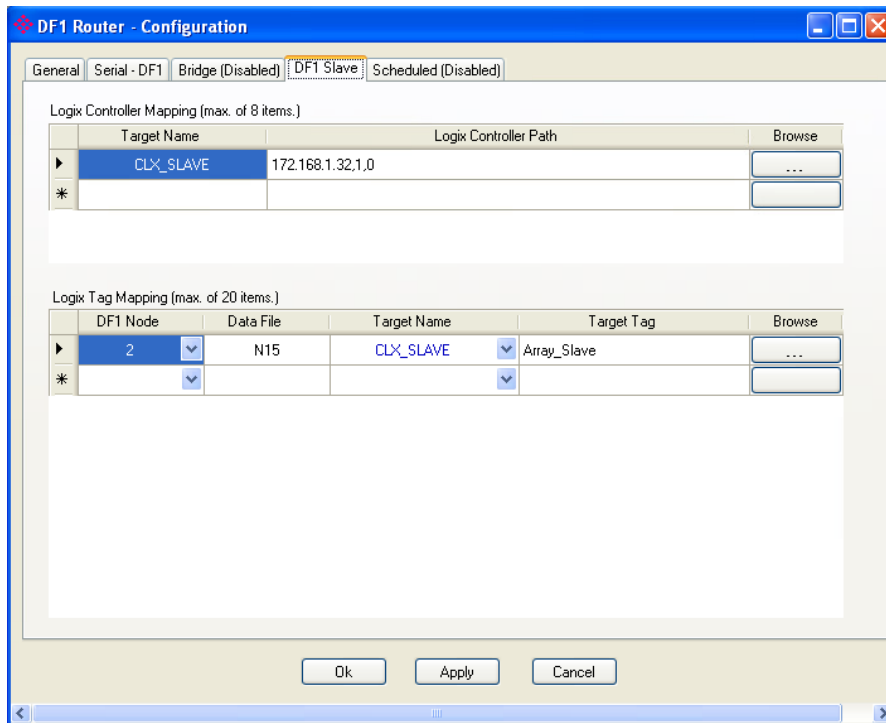 DF1 Router - Configuration
General Serial - DF1 Bridge (Disabled) DF1 Slave Scheduled (Disabled)
Logix Controller Mapping (max. of 8 items.)
Target Name Logix Controller Path Browse
CLX_SLAVE 172.168.1.32,1,0 ...
Logix Tag Mapping (max. of 20 items.)
DF1 Node Data File Target Name Target Tag Browse
2 N15 CLX_SLAVE Array_Slave ...
Ok Apply Cancel